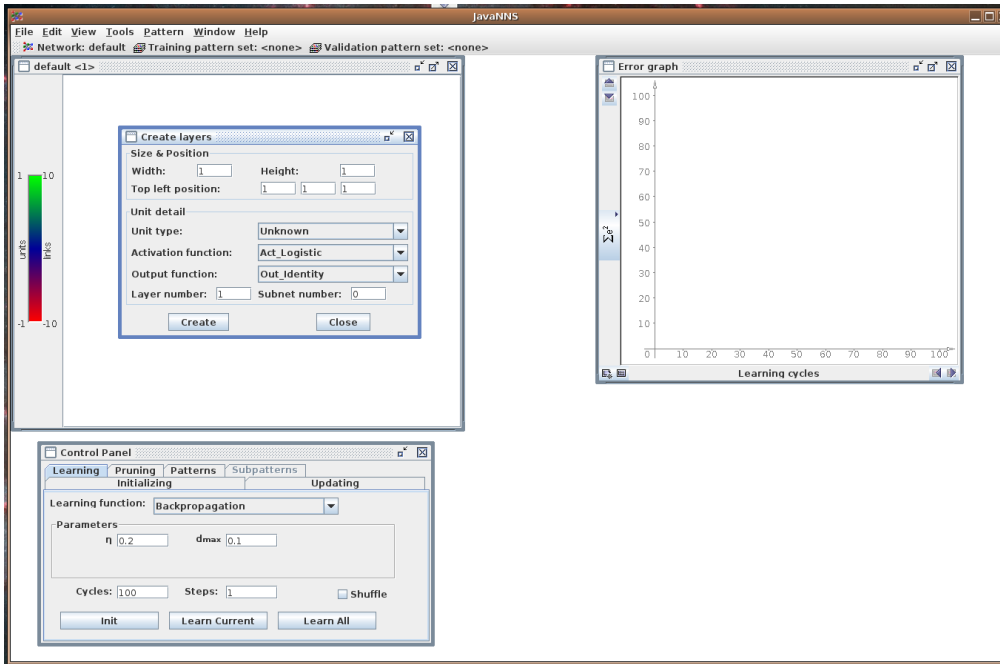 JavaNNS
File Edit View Tools Pattern Window Help
Network: default Training pattern set: <none> Validation pattern set: <none>
default <1>
1 10
units
links
-1 -10
Create layers
Size & Position
Width: 1 Height: 1
Top left position: 1 1 1
Unit detail
Unit type: Unknown
Activation function: Act_Logistic
Output function: Out_Identity
Layer number: 1 Subnet number: 0
Create Close
Error graph
100
90
80
70
60
50
40
30
20
10
0 10 20 30 40 50 60 70 80 90 100
Σe²
Learning cycles
Control Panel
Learning Pruning Patterns Subpatterns
Initializing Updating
Learning function: Backpropagation
Parameters
η 0.2 dmax 0.1
Cycles: 100 Steps: 1 Shuffle
Init Learn Current Learn All